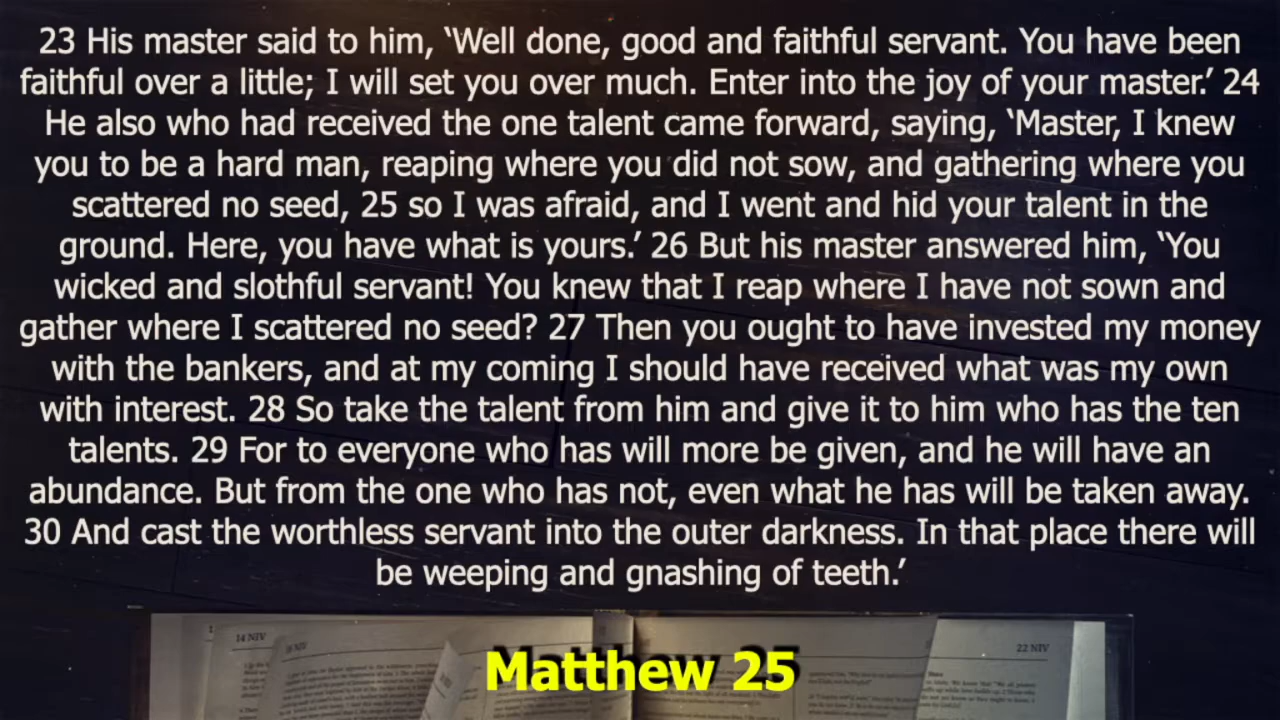 23 His master said to him, ‘Well done, good and faithful servant. You have been
faithful over a little; I will set you over much. Enter into the joy of your master.’ 24
He also who had received the one talent came forward, saying, ‘Master, I knew
you to be a hard man, reaping where you did not sow, and gathering where you
scattered no seed, 25 so I was afraid, and I went and hid your talent in the
ground. Here, you have what is yours.’ 26 But his master answered him, ‘You
wicked and slothful servant! You knew that I reap where I have not sown and
gather where I scattered no seed? 27 Then you ought to have invested my money
with the bankers, and at my coming I should have received what was my own
with interest. 28 So take the talent from him and give it to him who has the ten
talents. 29 For to everyone who has will more be given, and he will have an
abundance. But from the one who has not, even what he has will be taken away.
30 And cast the worthless servant into the outer darkness. In that place there will
be weeping and gnashing of teeth.’
14 NIV
22 NIV
Matthew 25